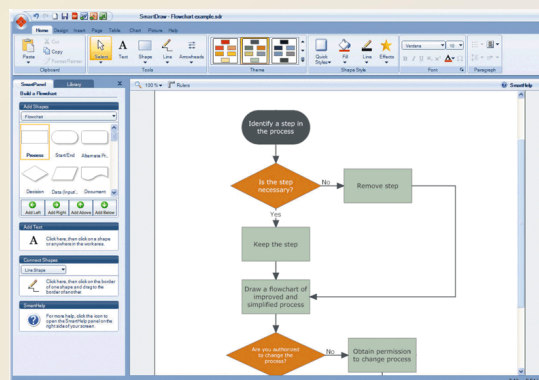 SmartDraw - Flowchart example.sdr
Home Design Insert Page Table Chart Picture Help
Paste
Cut
Copy
Format Painter
Clipboard
Select
Text
Shape
Line
Arrowheads
Tools
Theme
Quick Styles
Fill
Line
Effects
Shape Style
Verdana
Font
Paragraph
SmartPanel Library X
Build a Flowchart
Add Shapes
Flowchart
Process Start/End Alternate Pr...
Decision Data (Input/... Document
Add Left Add Right Add Above Add Below
Add Text
A
Click here, then click on a shape
or anywhere in the work area.
Connect Shapes
Line Shape
Click here, then click on the border
of one shape and drag to the
border of another.
SmartHelp
For more help, click the icon to
open the SmartHelp panel on the
right side of your screen.
100% Rulers
SmartHelp
Identify a step in
the process
Is the step
necessary?
No
Remove step
Yes
Keep the step
Draw a flowchart of
improved and
simplified process
Are you authorized
to change the
process?
No
Obtain permission
to change process